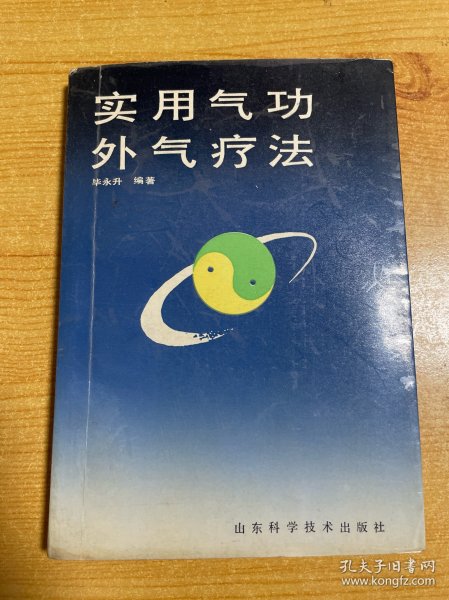 实用气功
外气疗法
毕永升 编著
山东科学技术出版社
孔夫子旧书网
www.kongfz.com